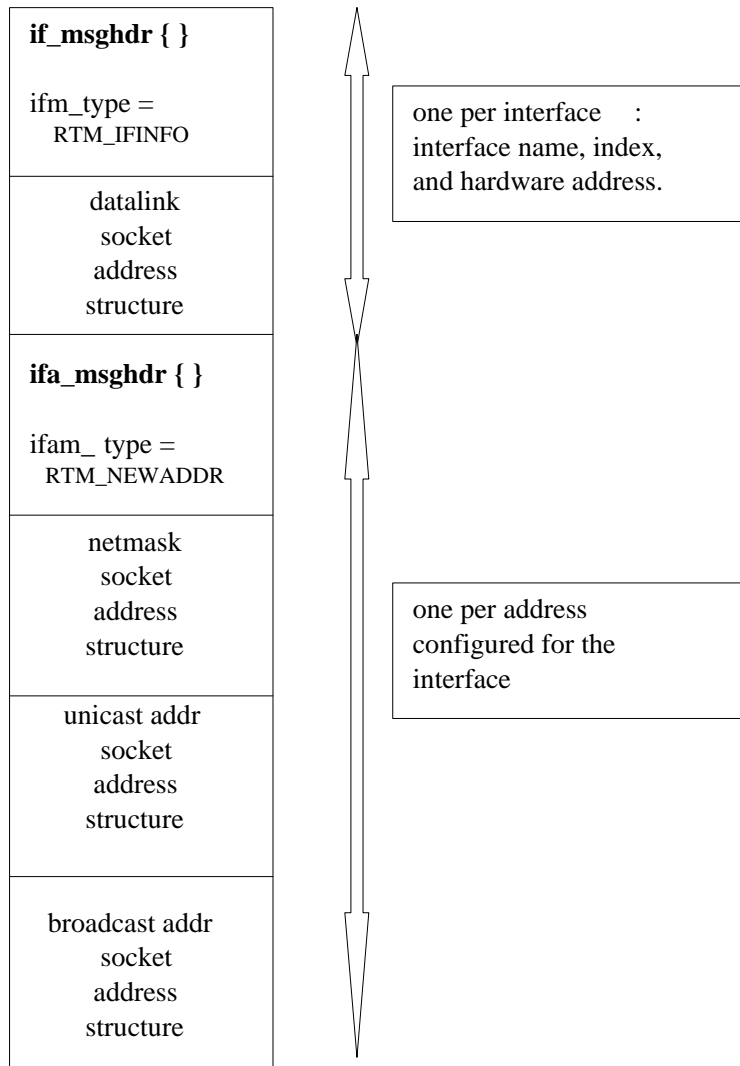 if_msghdr { }
ifm_type =
RTM_IFINFO
datalink
socket
address
structure
one per interface :
interface name, index,
and hardware address.
ifa_msghdr { }
ifam_ type =
RTM_NEWADDR
netmask
socket
address
structure
unicast addr
socket
address
structure
broadcast addr
socket
address
structure
one per address
configured for the
interface